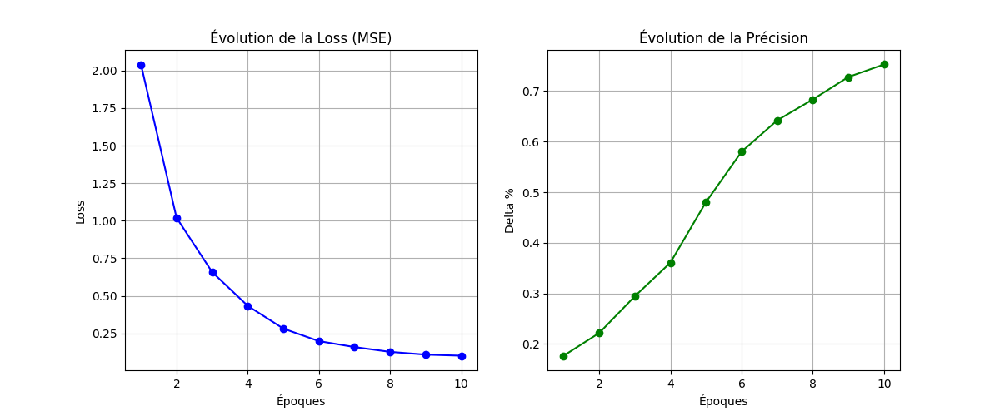 Évolution de la Loss (MSE)
2.00
1.75
1.50
1.25
1.00
0.75
0.50
0.25
Loss
2 4 6 8 10
Époques
Évolution de la Précision
0.7
0.6
0.5
0.4
0.3
0.2
Delta %
2 4 6 8 10
Époques